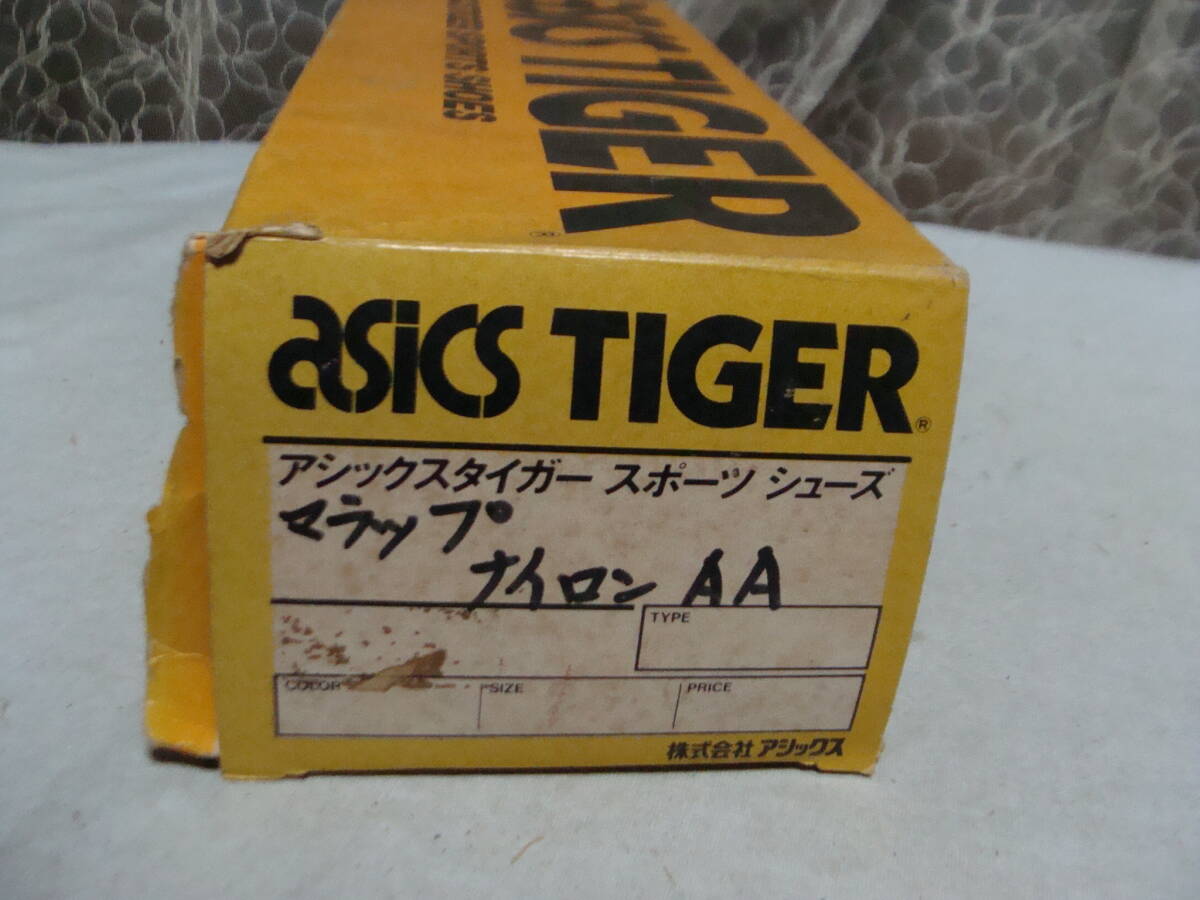 TIGER
®
SPORTS SHOES
asics TIGER®
アシックスタイガー スポーツ シューズ
マラップ
ナイロン AA
TYPE
COLOR SIZE PRICE
株式会社 アシックス